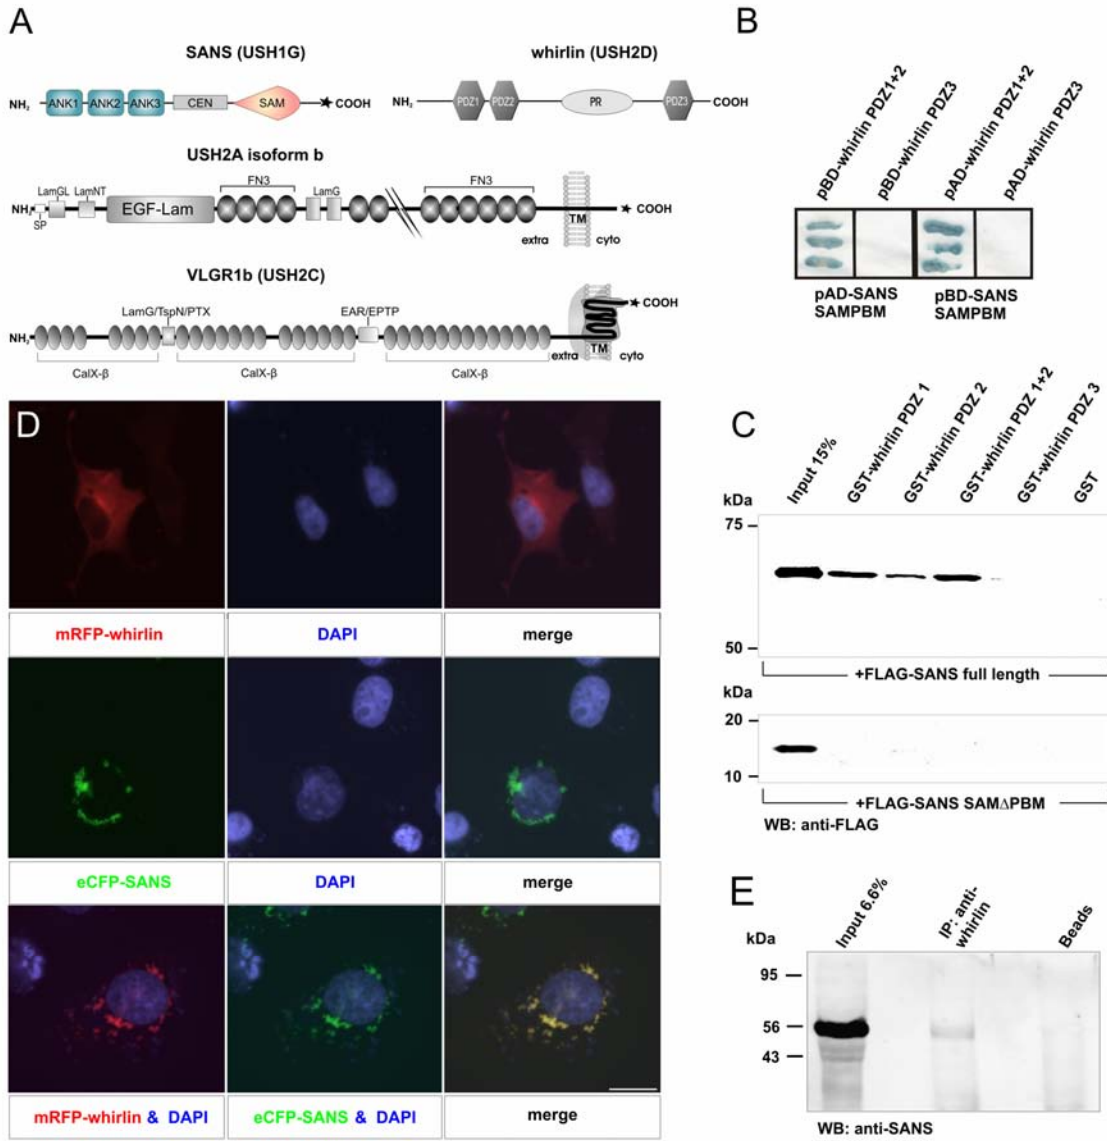 A
SANS (USH1G)
NH2 ANK1 ANK2 ANK3 CEN SAM COOH
whirlin (USH2D)
NH2 PDZ1 PDZ2 PR PDZ3 COOH
USH2A isoform b
LamGL LamNT FN3 LamG FN3
NH2 SP EGF-Lam TM COOH
extra cyto
VLGR1b (USH2C)
LamG/TspN/PTX EAR/EPTP COOH
NH2
extra TM cyto
CalX-β CalX-β CalX-β
B
pBD-whirlin PDZ1+2
pBD-whirlin PDZ3
pAD-whirlin PDZ1+2
pAD-whirlin PDZ3
pAD-SANS
SAMPBM
pBD-SANS
SAMPBM
C
Input 15%
GST-whirlin PDZ 1
GST-whirlin PDZ 2
GST-whirlin PDZ 1+2
GST-whirlin PDZ 3
GST
kDa
75
50
+FLAG-SANS full length
kDa
20
10
+FLAG-SANS SAMΔPBM
WB: anti-FLAG
D
mRFP-whirlin
DAPI
merge
eCFP-SANS
DAPI
merge
mRFP-whirlin & DAPI
eCFP-SANS & DAPI
merge
E
Input 6.6%
IP: anti-
whirlin
Beads
kDa
95
56
43
WB: anti-SANS